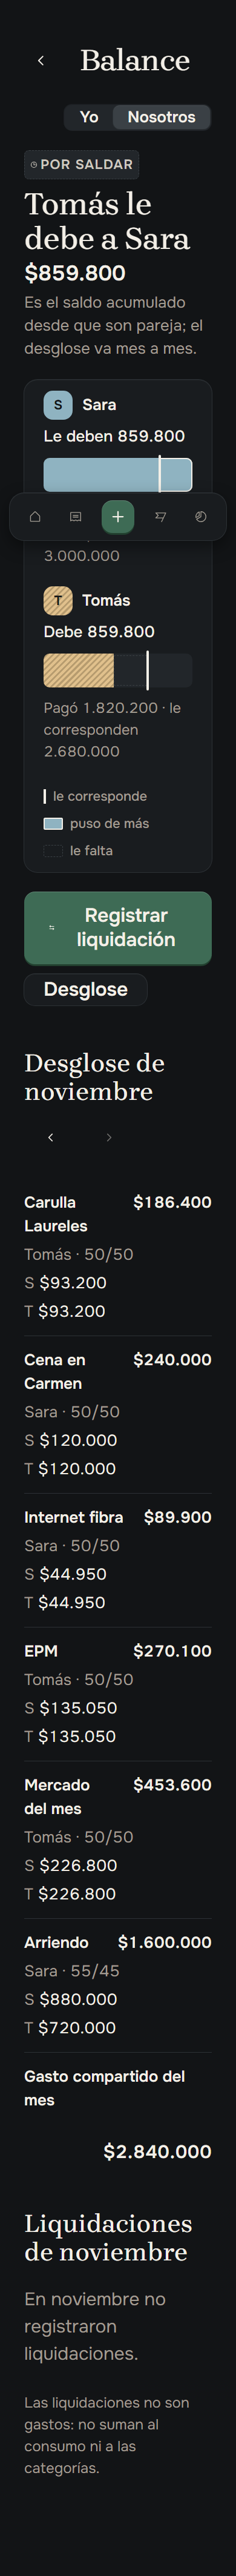 Balance
Yo
Nosotros
POR SALDAR
Tomás le
debe a Sara
$859.800
Es el saldo acumulado
desde que son pareja; el
desglose va mes a mes.
S
Sara
Le deben 859.800
3.000.000
T
Tomás
Debe 859.800
Pagó 1.820.200 · le
corresponden
2.680.000
le corresponde
puso de más
le falta
Registrar
liquidación
Desglose
Desglose de
noviembre
Carulla $186.400
Laureles
Tomás · 50/50
S $93.200
T $93.200
Cena en $240.000
Carmen
Sara · 50/50
S $120.000
T $120.000
Internet fibra $89.900
Sara · 50/50
S $44.950
T $44.950
EPM $270.100
Tomás · 50/50
S $135.050
T $135.050
Mercado $453.600
del mes
Tomás · 50/50
S $226.800
T $226.800
Arriendo $1.600.000
Sara · 55/45
S $880.000
T $720.000
Gasto compartido del
mes
$2.840.000
Liquidaciones
de noviembre
En noviembre no
registraron
liquidaciones.
Las liquidaciones no son
gastos: no suman al
consumo ni a las
categorías.